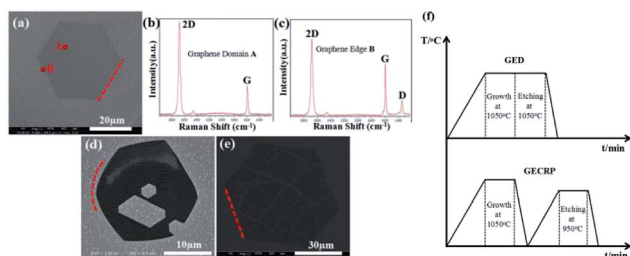 (a)
A
B
20μm
(b)
2D
Graphene Domain A
G
Intensity(a.u.)
Raman Shift (cm-1)
(c)
2D
Graphene Edge B
G
D
Intensity(a.u.)
Raman Shift (cm-1)
(d)
10μm
(e)
30μm
(f)
T/°C
GED
Growth
at
1050°C
Etching
at
1050°C
t/min
GECRP
Growth
at
1050°C
Etching
at
950°C
t/min